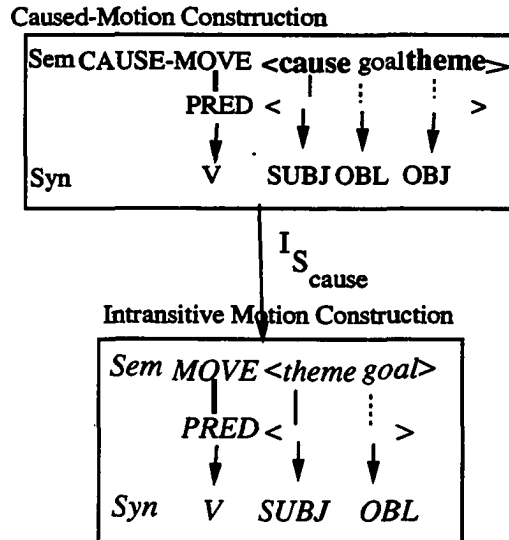 Caused-Motion Constrruction
Sem CAUSE-MOVE <cause goal theme>
PRED < >
Syn V SUBJ OBL OBJ
I S cause
Intransitive Motion Construction
Sem MOVE <theme goal>
PRED < >
Syn V SUBJ OBL